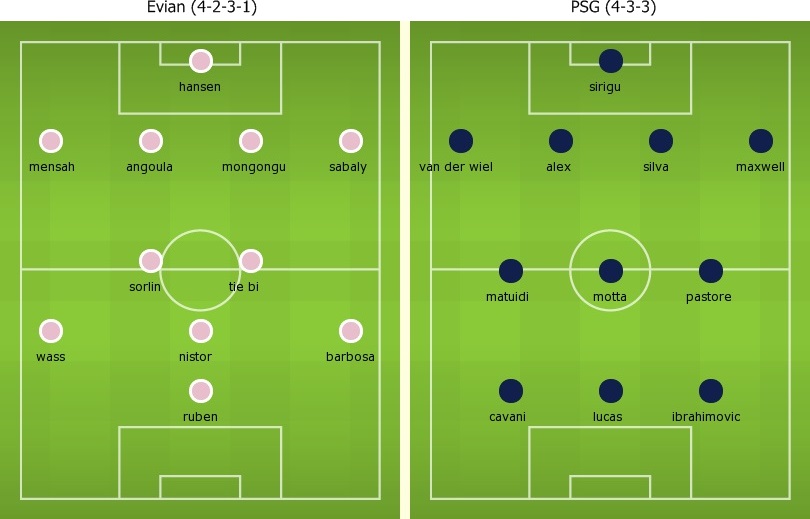 Evian (4-2-3-1)
hansen
mensah angoula mongongu sabaly
sorlin tie bi
wass nistor barbosa
ruben
PSG (4-3-3)
sirigu
van der wiel alex silva maxwell
matuidi motta pastore
cavani lucas ibrahimovic